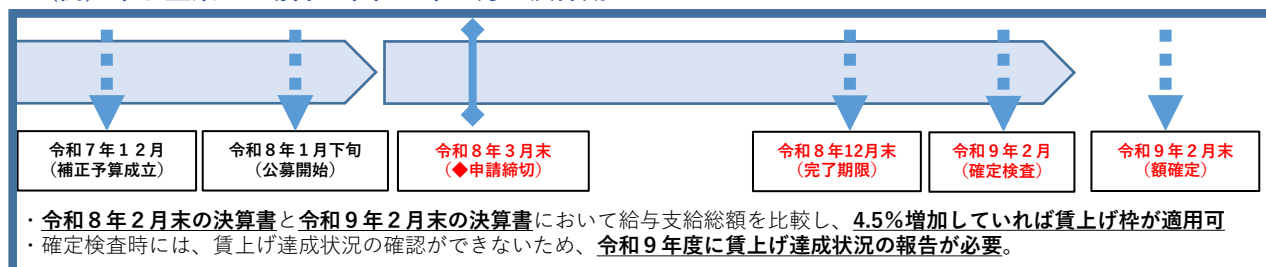 令和７年１２月
（補正予算成立）
令和８年１月下旬
（公募開始）
令和８年３月末
（◆申請締切）
令和８年12月末
（完了期限）
令和９年２月
（確定検査）
令和９年２月末
（額確定）
・令和８年２月末の決算書と令和９年２月末の決算書において給与支給総額を比較し、4.5%増加していれば賃上げ枠が適用可
・確定検査時には、賃上げ達成状況の確認ができないため、令和９年度に賃上げ達成状況の報告が必要。